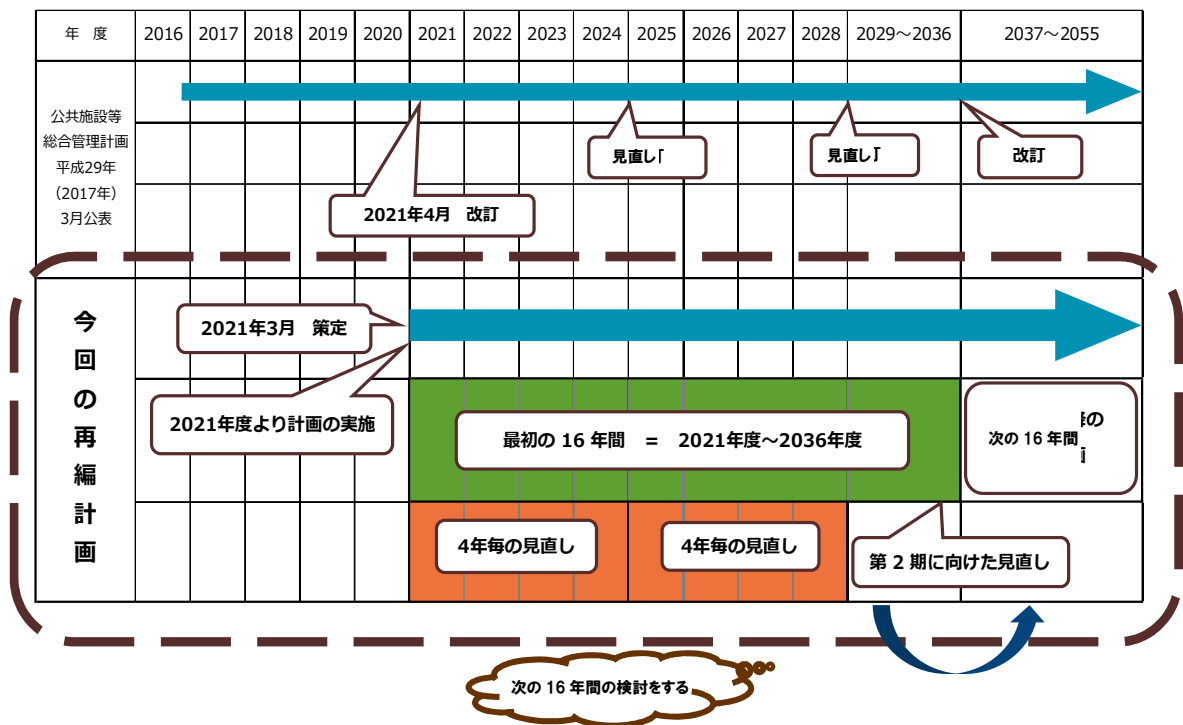 年 度 2016 2017 2018 2019 2020 2021 2022 2023 2024 2025 2026 2027 2028 2029～2036 2037～2055
公共施設等
総合管理計画
平成29年
（2017年）
3月公表
見直し「
見直し「
改訂
2021年4月 改訂
今回の再編計画
2021年3月 策定
2021年度より計画の実施
最初の 16 年間 ＝ 2021年度～2036年度
次の 16 年間
4年毎の見直し
4年毎の見直し
第 2 期に向けた見直し
次の 16 年間の検討をする